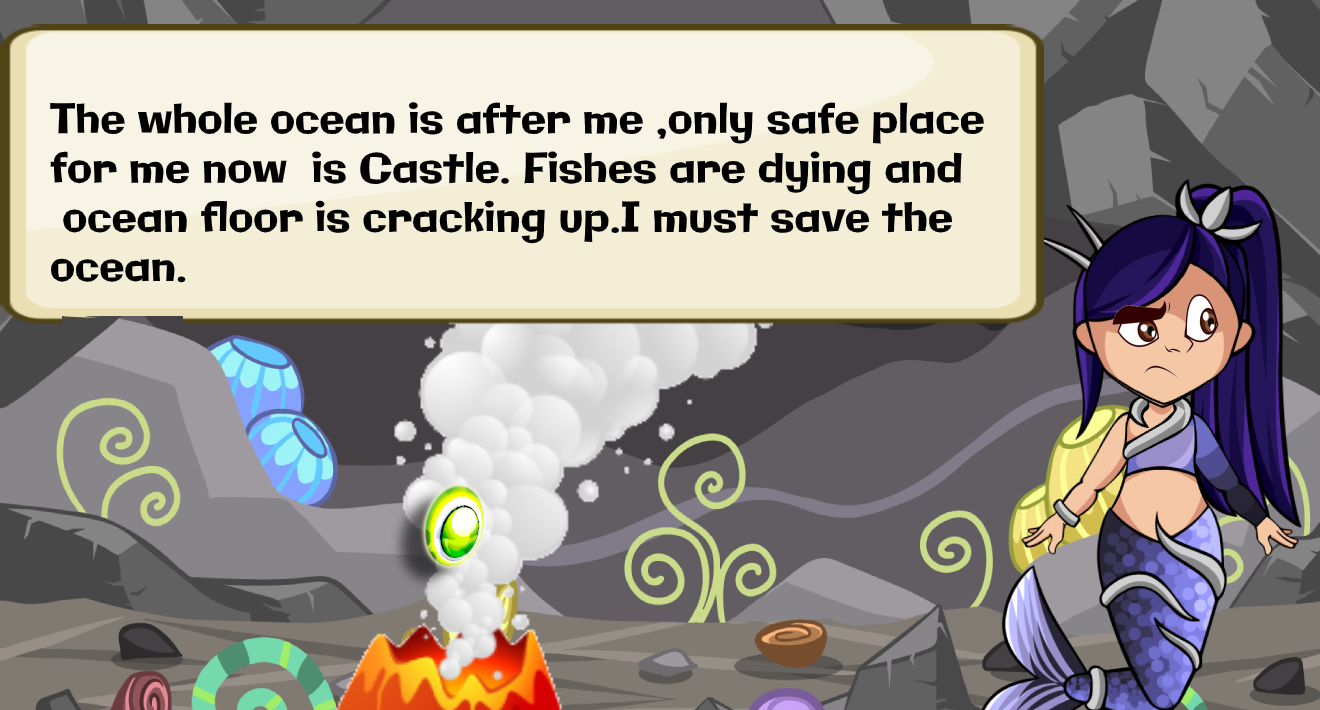 The whole ocean is after me ,only safe place
for me now  is Castle. Fishes are dying and
ocean floor is cracking up.I must save the
ocean.